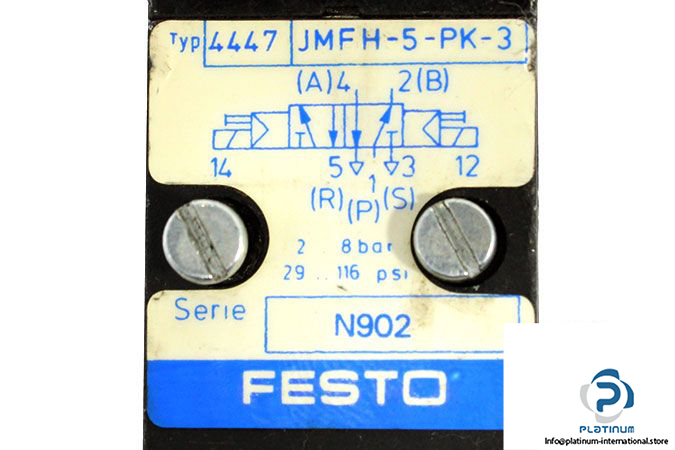 Typ 4447 JMFH-5-PK-3
(A)4 2(B)
14 5 1 3 12
(R) (P) (S)
2 8 bar
29 .. 116 psi
Serie N902
FESTO
PLATINUM
Info@platinum-international.store